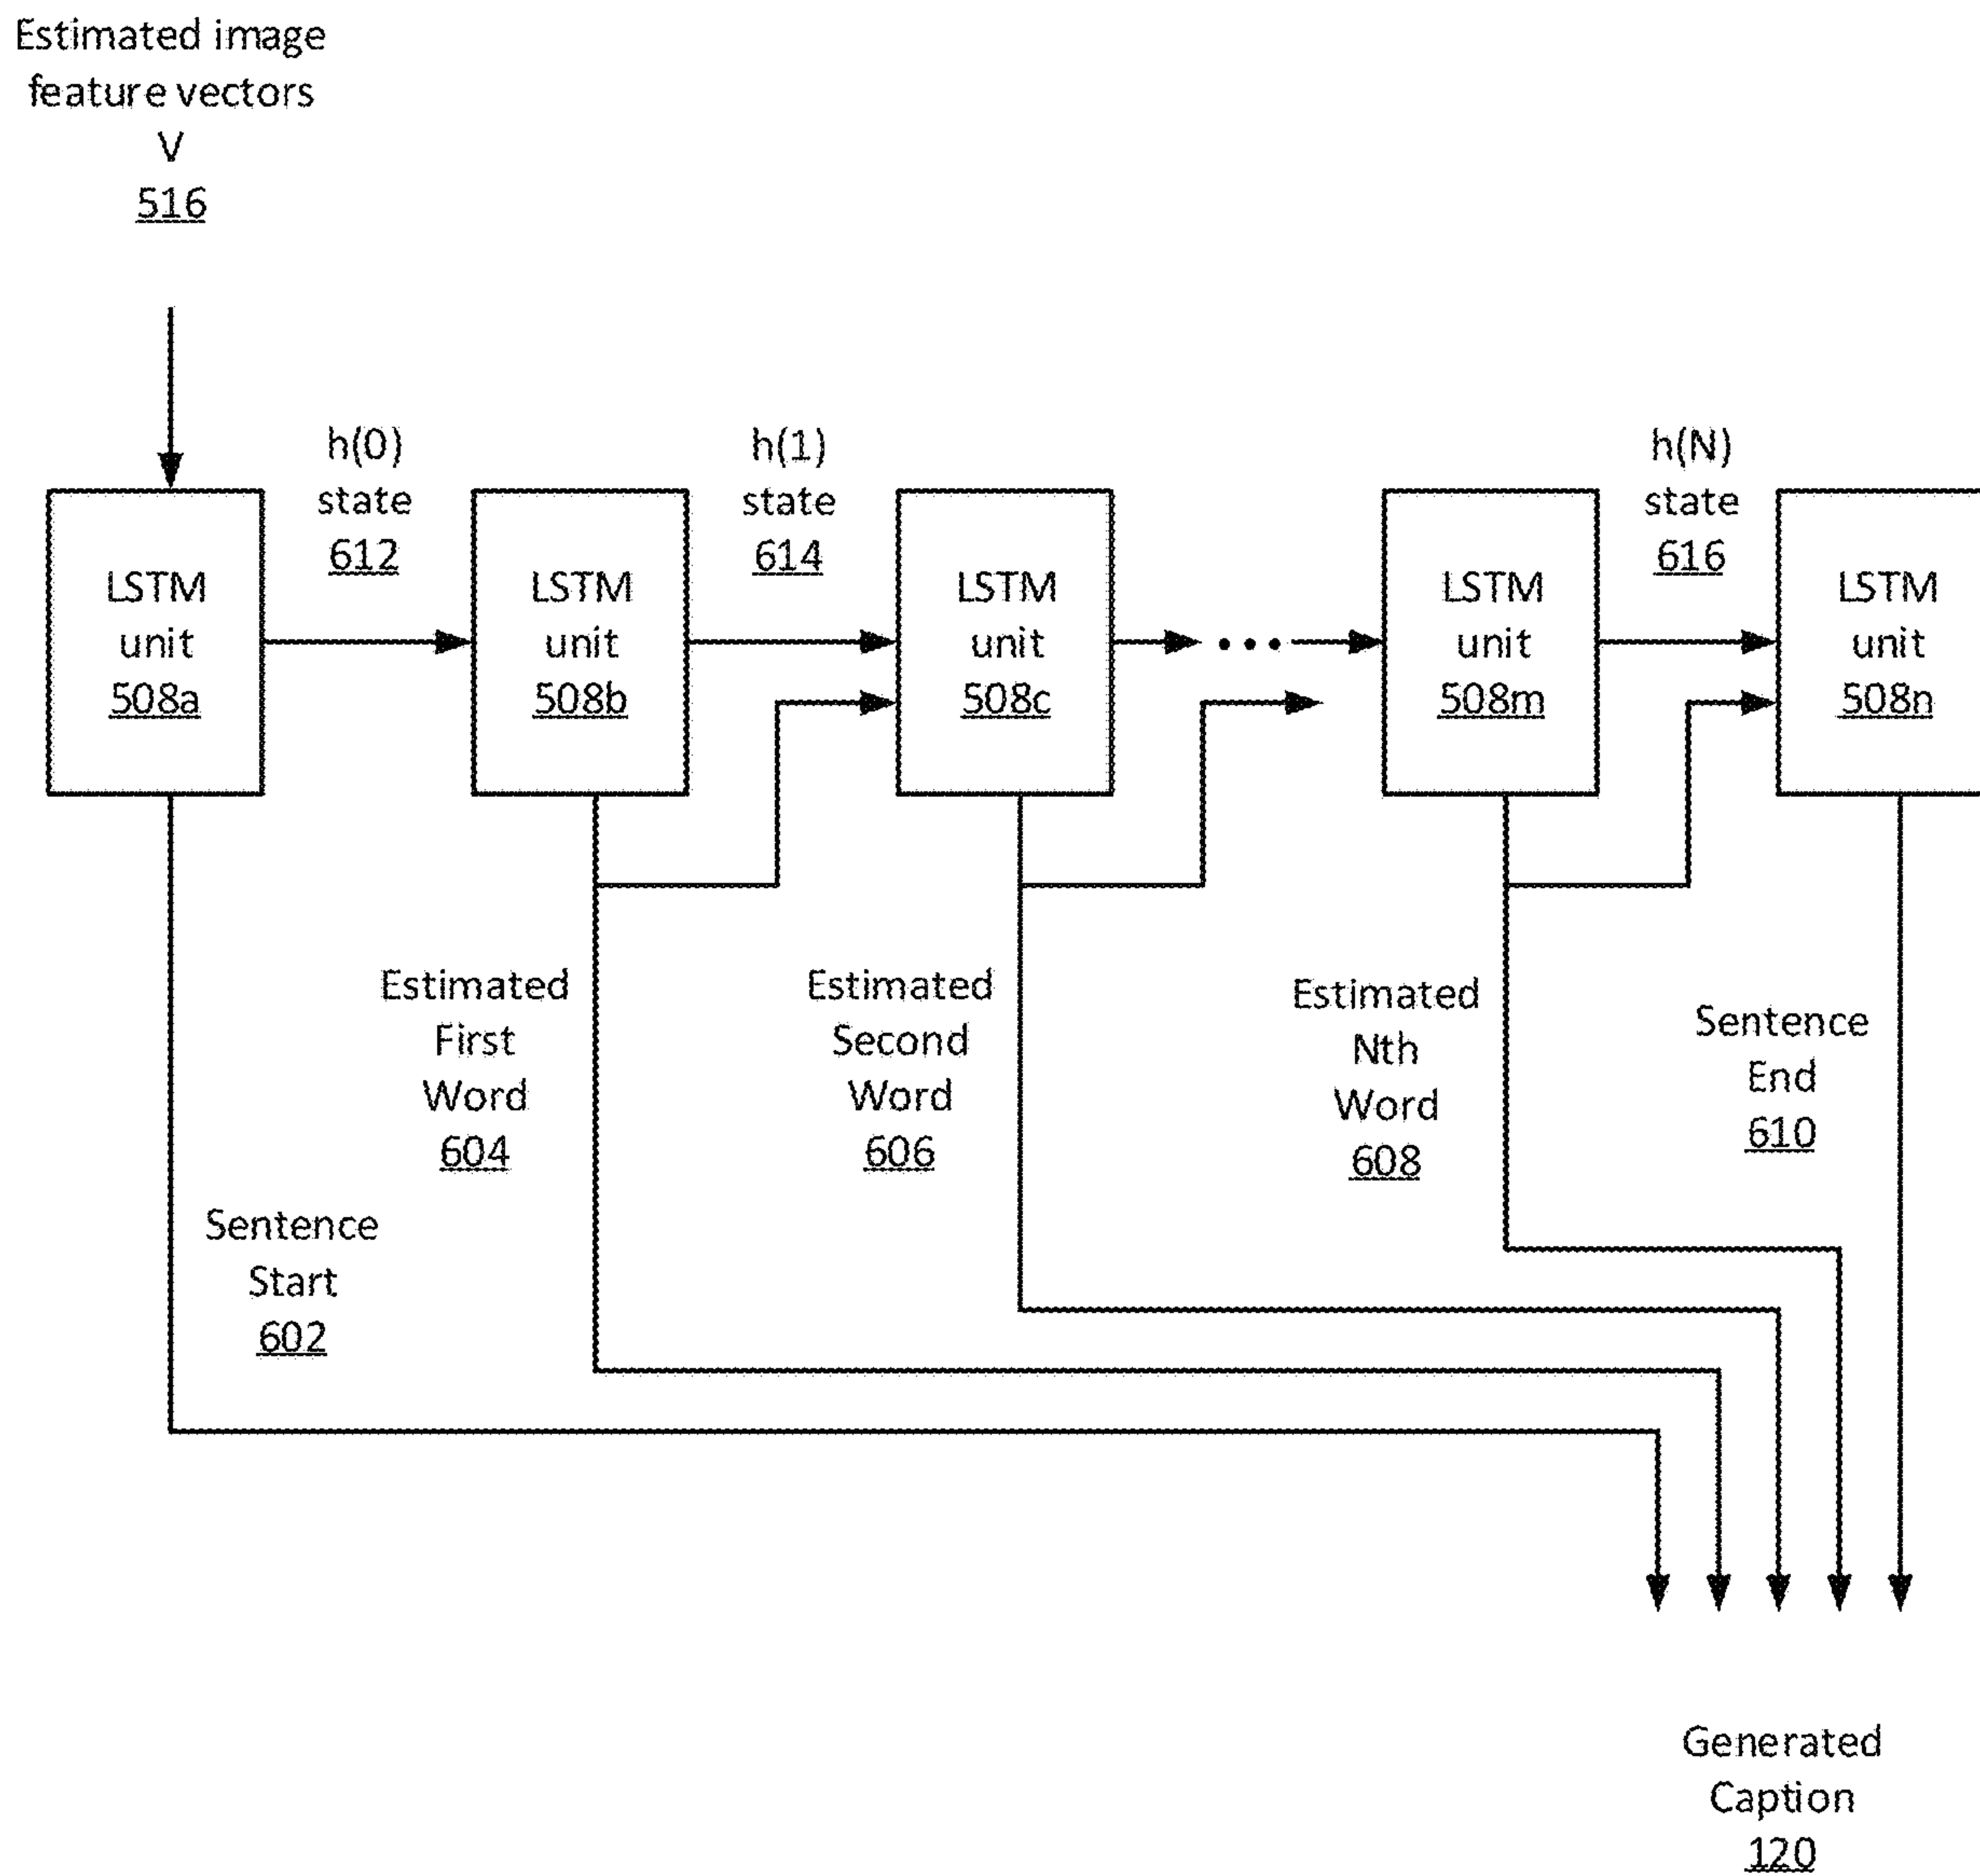 Estimated image
feature vectors
V
516
h(0)
state
612
h(1)
state
614
h(N)
state
616
LSTM
unit
508a
LSTM
unit
508b
LSTM
unit
508c
LSTM
unit
508m
LSTM
unit
508n
Estimated
First
Word
604
Estimated
Second
Word
606
Estimated
Nth
Word
608
Sentence
End
610
Sentence
Start
602
Generated
Caption
120